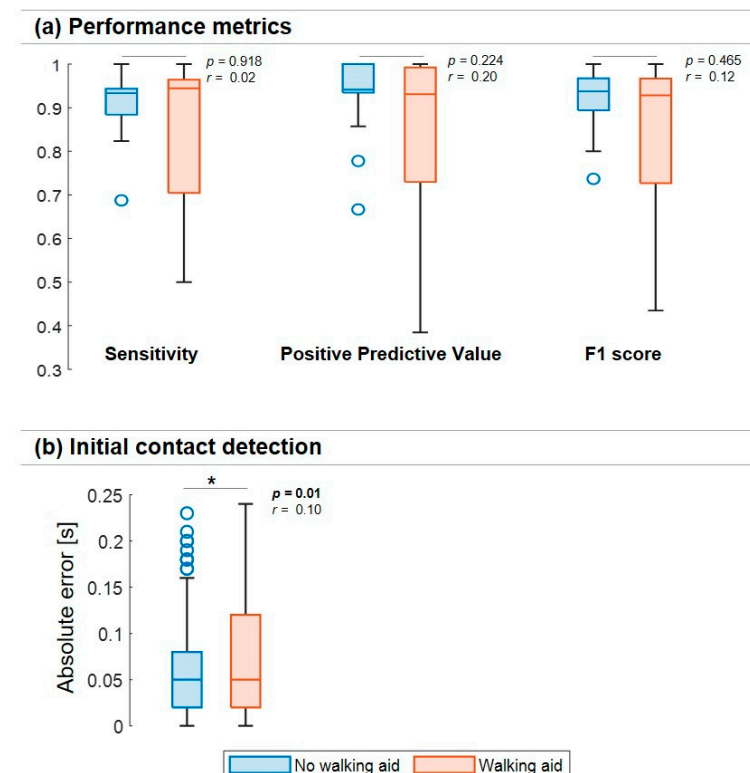 (a) Performance metrics
1
0.9
0.8
0.7
0.6
0.5
0.4
0.3
p = 0.918
r = 0.02
p = 0.224
r = 0.20
p = 0.465
r = 0.12
Sensitivity
Positive Predictive Value
F1 score
(b) Initial contact detection
Absolute error [s]
0.25
0.2
0.15
0.1
0.05
0
*
p = 0.01
r = 0.10
No walking aid
Walking aid